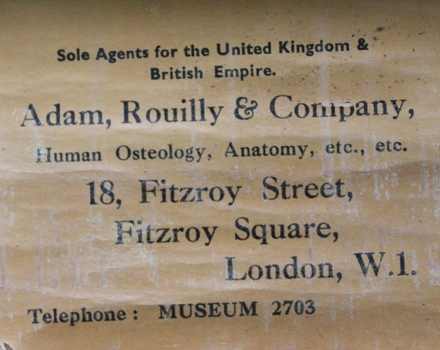 Sole Agents for the United Kingdom &
British Empire.
Adam, Rouilly & Company,
Human Osteology, Anatomy, etc., etc.
18, Fitzroy Street,
Fitzroy Square,
London, W.1.
Telephone : MUSEUM 2703